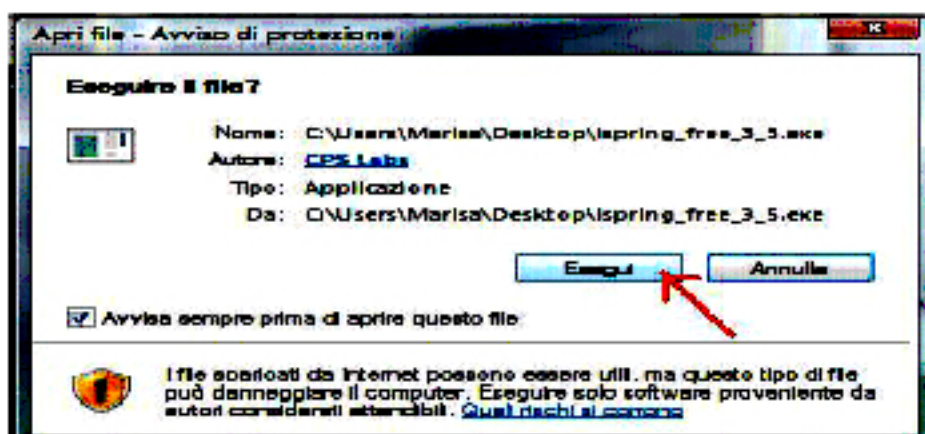 Apri file - Avviso di protezione
Eseguire il file?
Nome: C:\Users\Marisa\Desktop\ispring_free_3_5.exe
Autore: CPS Labs
Tipo: Applicazione
Da: C:\Users\Marisa\Desktop\ispring_free_3_5.exe
Esegui Annulla
Avvisa sempre prima di aprire questo file
I file scaricati da Internet possono essere utili, ma questo tipo di file
può danneggiare il computer. Eseguire solo software proveniente da
autori considerati attendibili. Quali rischi si corrono